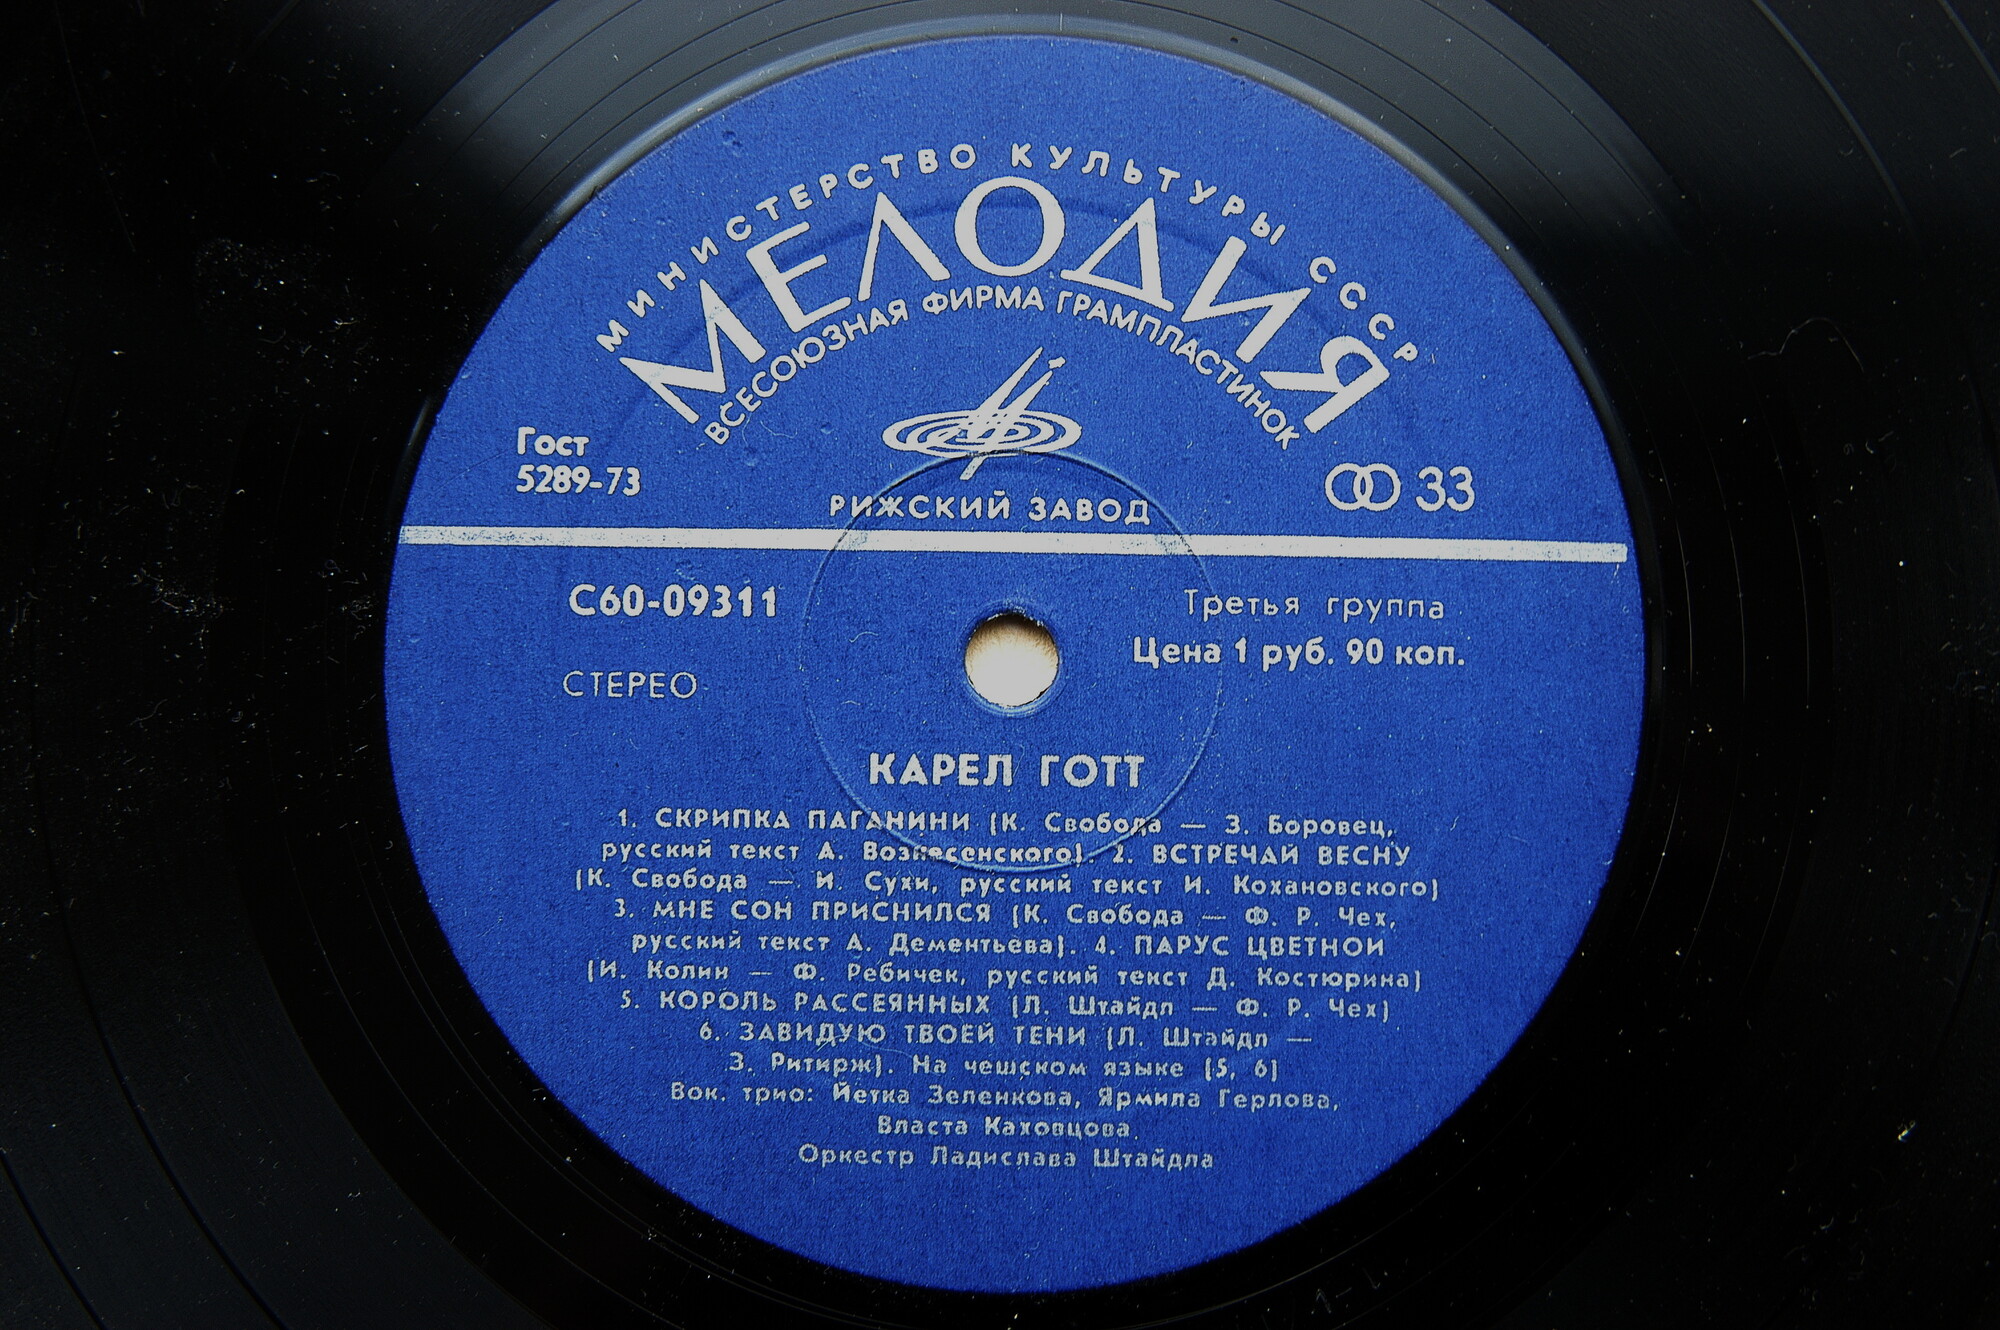 МИНИСТЕРСТВО КУЛЬТУРЫ СССР
МЕЛОДИЯ
ВСЕСОЮЗНАЯ ФИРМА ГРАМПЛАСТИНОК
Гост
5289-73
33
РИЖСКИЙ ЗАВОД
С60-09311
Третья группа
Цена 1 руб. 90 коп.
СТЕРЕО
КАРЕЛ ГОТТ
1. СКРИПКА ПАГАНИНИ (К. Свобода — З. Боровец,
русский текст А. Вознесенского). 2. ВСТРЕЧАЙ ВЕСНУ
(К. Свобода — И. Сухи, русский текст И. Кохановского)
3. МНЕ СОН ПРИСНИЛСЯ (К. Свобода — Ф. Р. Чех,
русский текст А. Дементьева). 4. ПАРУС ЦВЕТНОЙ
(И. Колин — Ф. Ребичек, русский текст Д. Костюрина)
5. КОРОЛЬ РАССЕЯННЫХ (Л. Штайдл — Ф. Р. Чех)
6. ЗАВИДУЮ ТВОЕЙ ТЕНИ (Л. Штайдл —
З. Ритирж). На чешском языке (5, 6)
Вок. трио: Йетка Зеленкова, Ярмила Герлова,
Власта Каховцова.
Оркестр Ладислава Штайдла